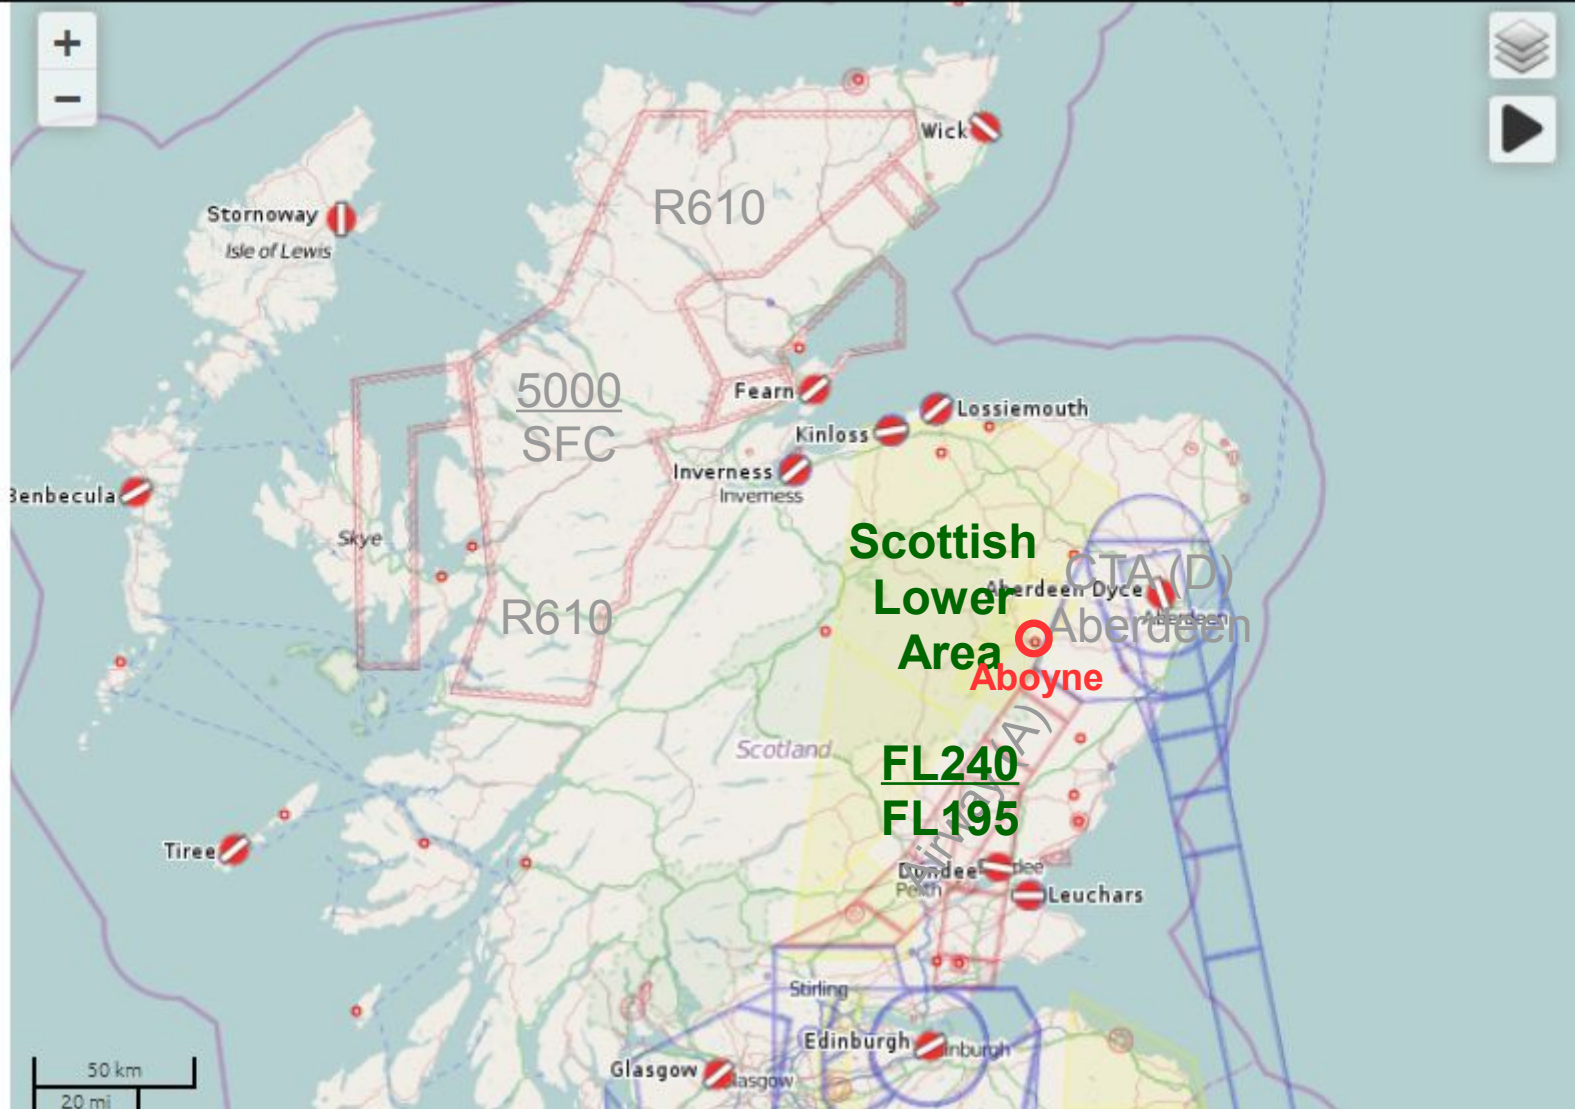 +
−
Wick
R610
Stornoway
Isle of Lewis
5000
SFC
Fearn
Lossiemouth
Kinloss
Inverness
Inverness
Benbecula
Skye
Scottish
Lower
Area
CTA (D)
Aberdeen Dyce
Aberdeen
Aberdeen
R610
Aboyne
Scotland
Airway (A)
FL240
FL195
Tiree
Dundee
Perth
Leuchars
Stirling
Edinburgh
Glasgow
50 km
20 mi